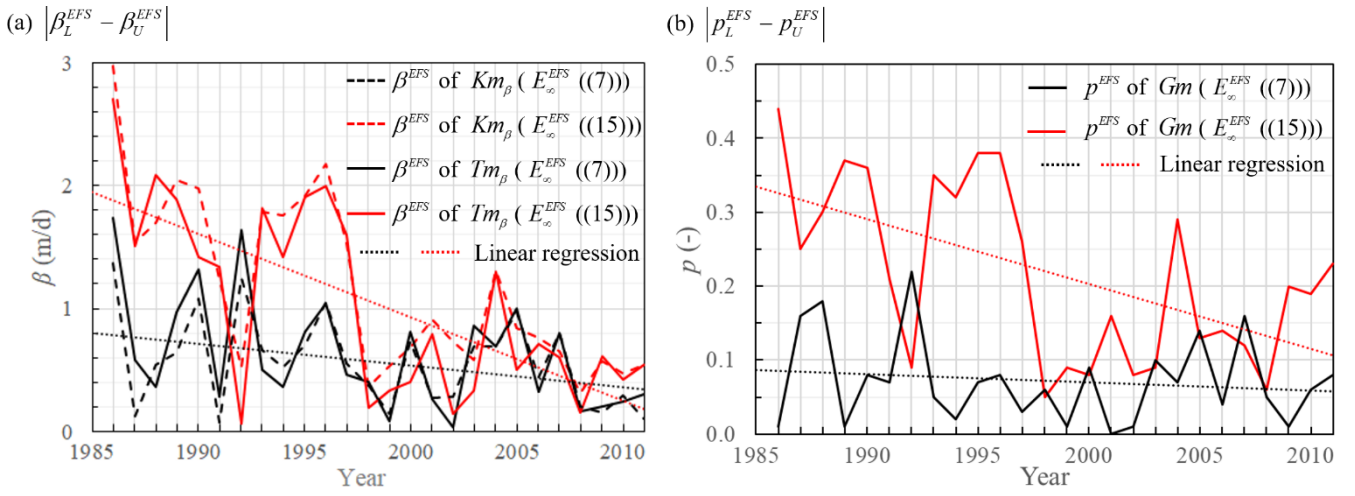 (a) |β_L^{EFS} − β_U^{EFS}|
3
2
1
0
β (m/d)
β^{EFS} of Km_β ( E_∞^{EFS} ((7)))
β^{EFS} of Km_β ( E_∞^{EFS} ((15)))
β^{EFS} of Tm_β ( E_∞^{EFS} ((7)))
β^{EFS} of Tm_β ( E_∞^{EFS} ((15)))
Linear regression
1985 1990 1995 2000 2005 2010
Year
(b) |p_L^{EFS} − p_U^{EFS}|
0.5
0.4
0.3
0.2
0.1
0.0
p (-)
p^{EFS} of Gm ( E_∞^{EFS} ((7)))
p^{EFS} of Gm ( E_∞^{EFS} ((15)))
Linear regression
1985 1990 1995 2000 2005 2010
Year